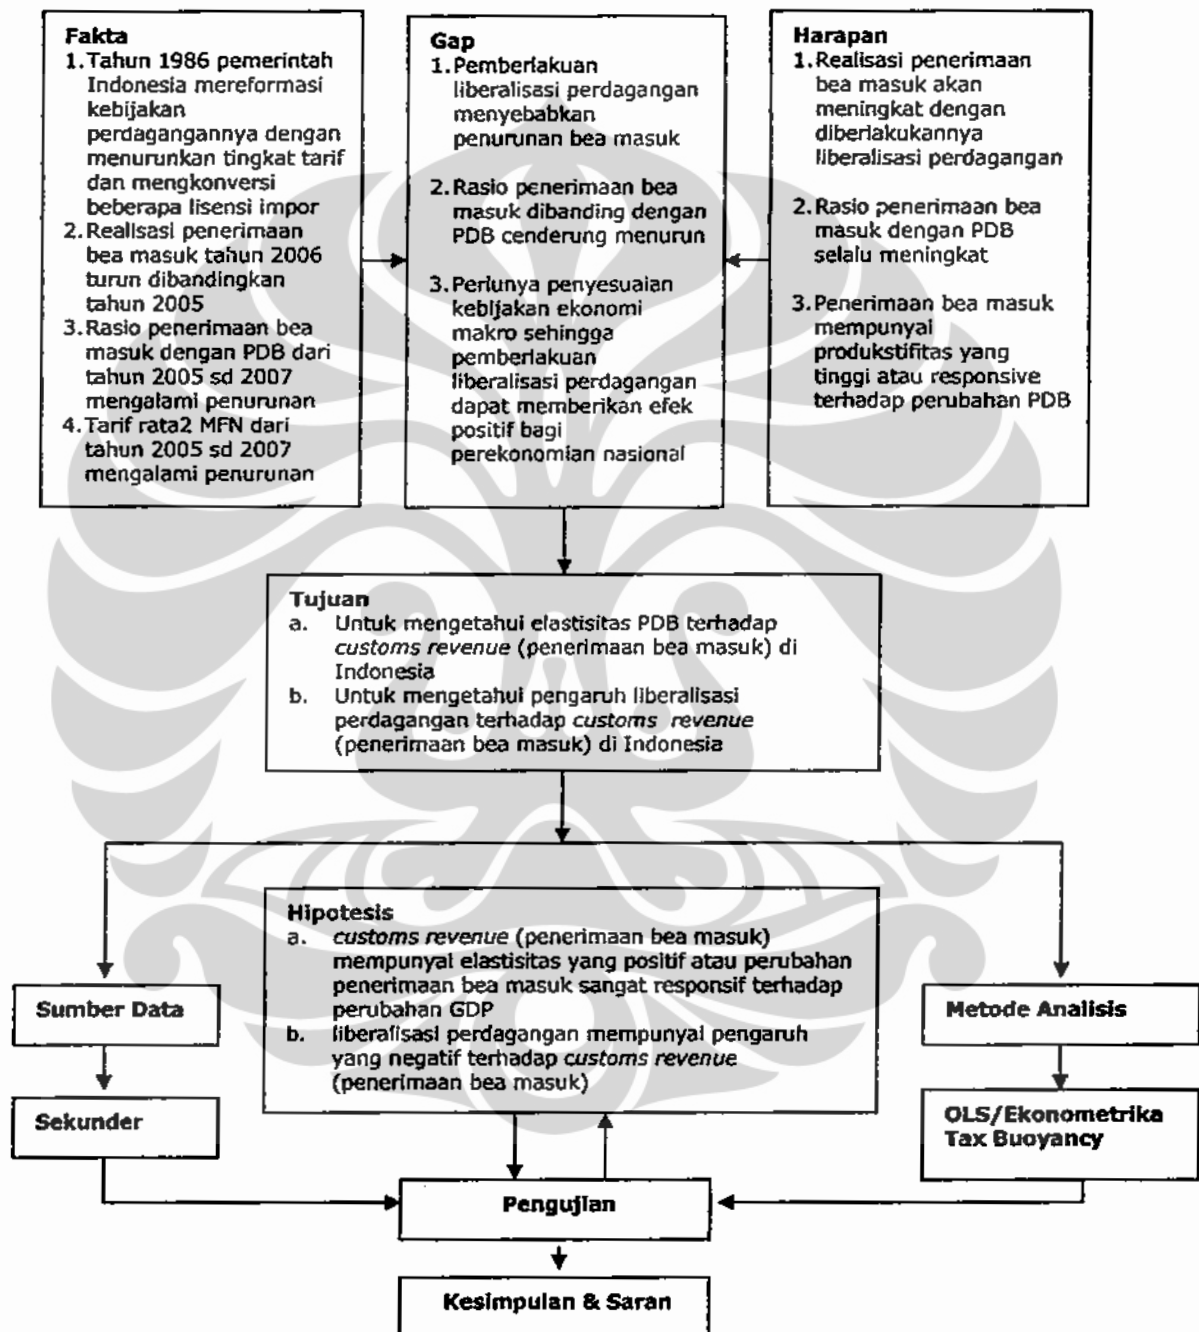 Fakta
1. Tahun 1986 pemerintah
Indonesia mereformasi
kebijakan
perdagangannya dengan
menurunkan tingkat tarif
dan mengkonversi
beberapa lisensi impor
2. Realisasi penerimaan
bea masuk tahun 2006
turun dibandingkan
tahun 2005
3. Rasio penerimaan bea
masuk dengan PDB dari
tahun 2005 sd 2007
mengalami penurunan
4. Tarif rata2 MFN dari
tahun 2005 sd 2007
mengalami penurunan
Gap
1. Pemberlakuan
liberalisasi perdagangan
menyebabkan
penurunan bea masuk
2. Rasio penerimaan bea
masuk dibanding dengan
PDB cenderung menurun
3. Perlunya penyesuaian
kebijakan ekonomi
makro sehingga
pemberlakuan
liberalisasi perdagangan
dapat memberikan efek
positif bagi
perekonomian nasional
Harapan
1. Realisasi penerimaan
bea masuk akan
meningkat dengan
diberlakukannya
liberalisasi perdagangan
2. Rasio penerimaan bea
masuk dengan PDB
selalu meningkat
3. Penerimaan bea masuk
mempunyai
produkstifitas yang
tinggi atau responsive
terhadap perubahan PDB
Tujuan
a. Untuk mengetahui elastisitas PDB terhadap
customs revenue (penerimaan bea masuk) di
Indonesia
b. Untuk mengetahui pengaruh liberalisasi
perdagangan terhadap customs revenue
(penerimaan bea masuk) di Indonesia
Hipotesis
a. customs revenue (penerimaan bea masuk)
mempunyai elastisitas yang positif atau perubahan
penerimaan bea masuk sangat responsif terhadap
perubahan GDP
b. liberalisasi perdagangan mempunyai pengaruh
yang negatif terhadap customs revenue
(penerimaan bea masuk)
Sumber Data
Sekunder
Metode Analisis
OLS/Ekonometrika
Tax Buoyancy
Pengujian
Kesimpulan & Saran